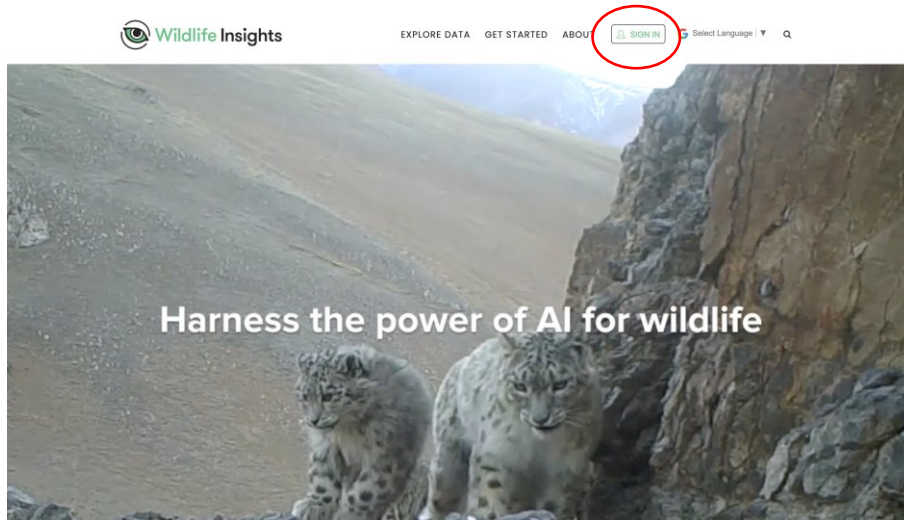 Wildlife Insights
EXPLORE DATA GET STARTED ABOUT SIGN IN G Select Language ▼
Harness the power of AI for wildlife